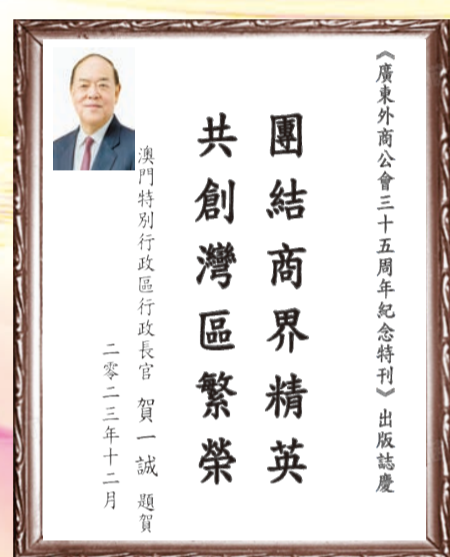 《廣東外商公會三十五周年紀念特刊》出版誌慶
團結商界精英
共創灣區繁榮
澳門特別行政區行政長官 賀一誠 題賀
二零二三年十二月